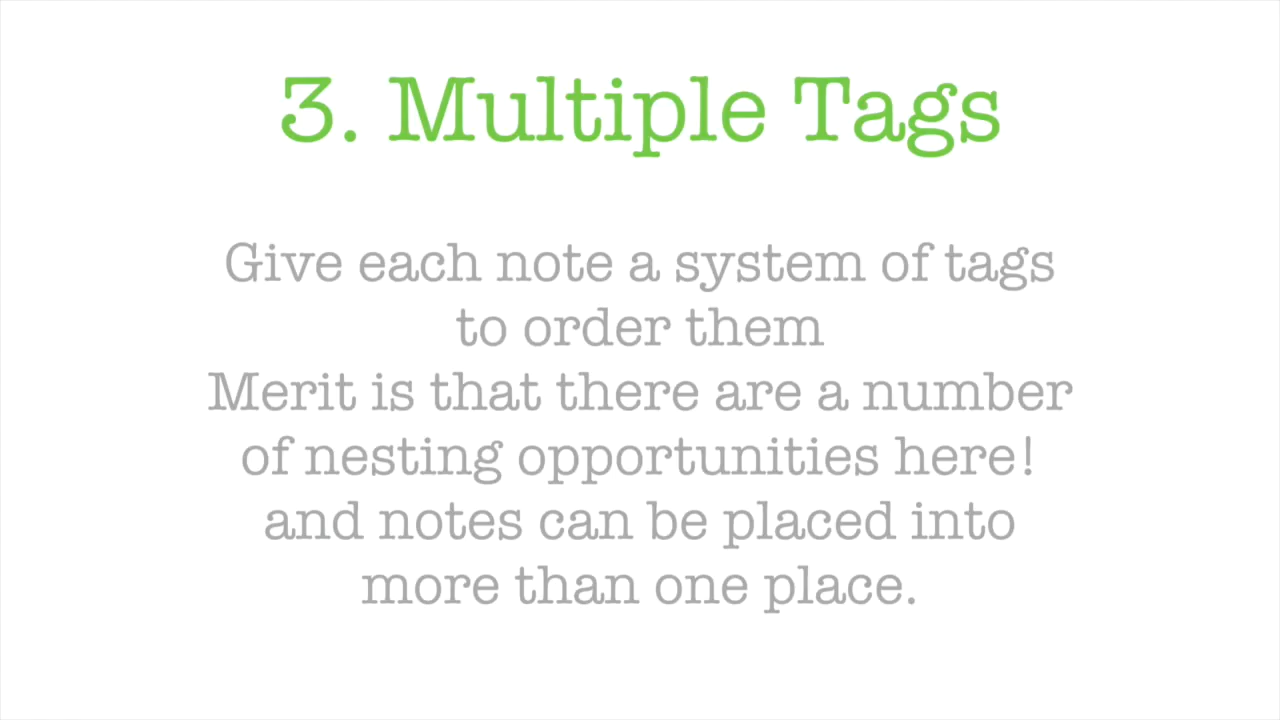 3. Multiple Tags
Give each note a system of tags
to order them
Merit is that there are a number
of nesting opportunities here!
and notes can be placed into
more than one place.